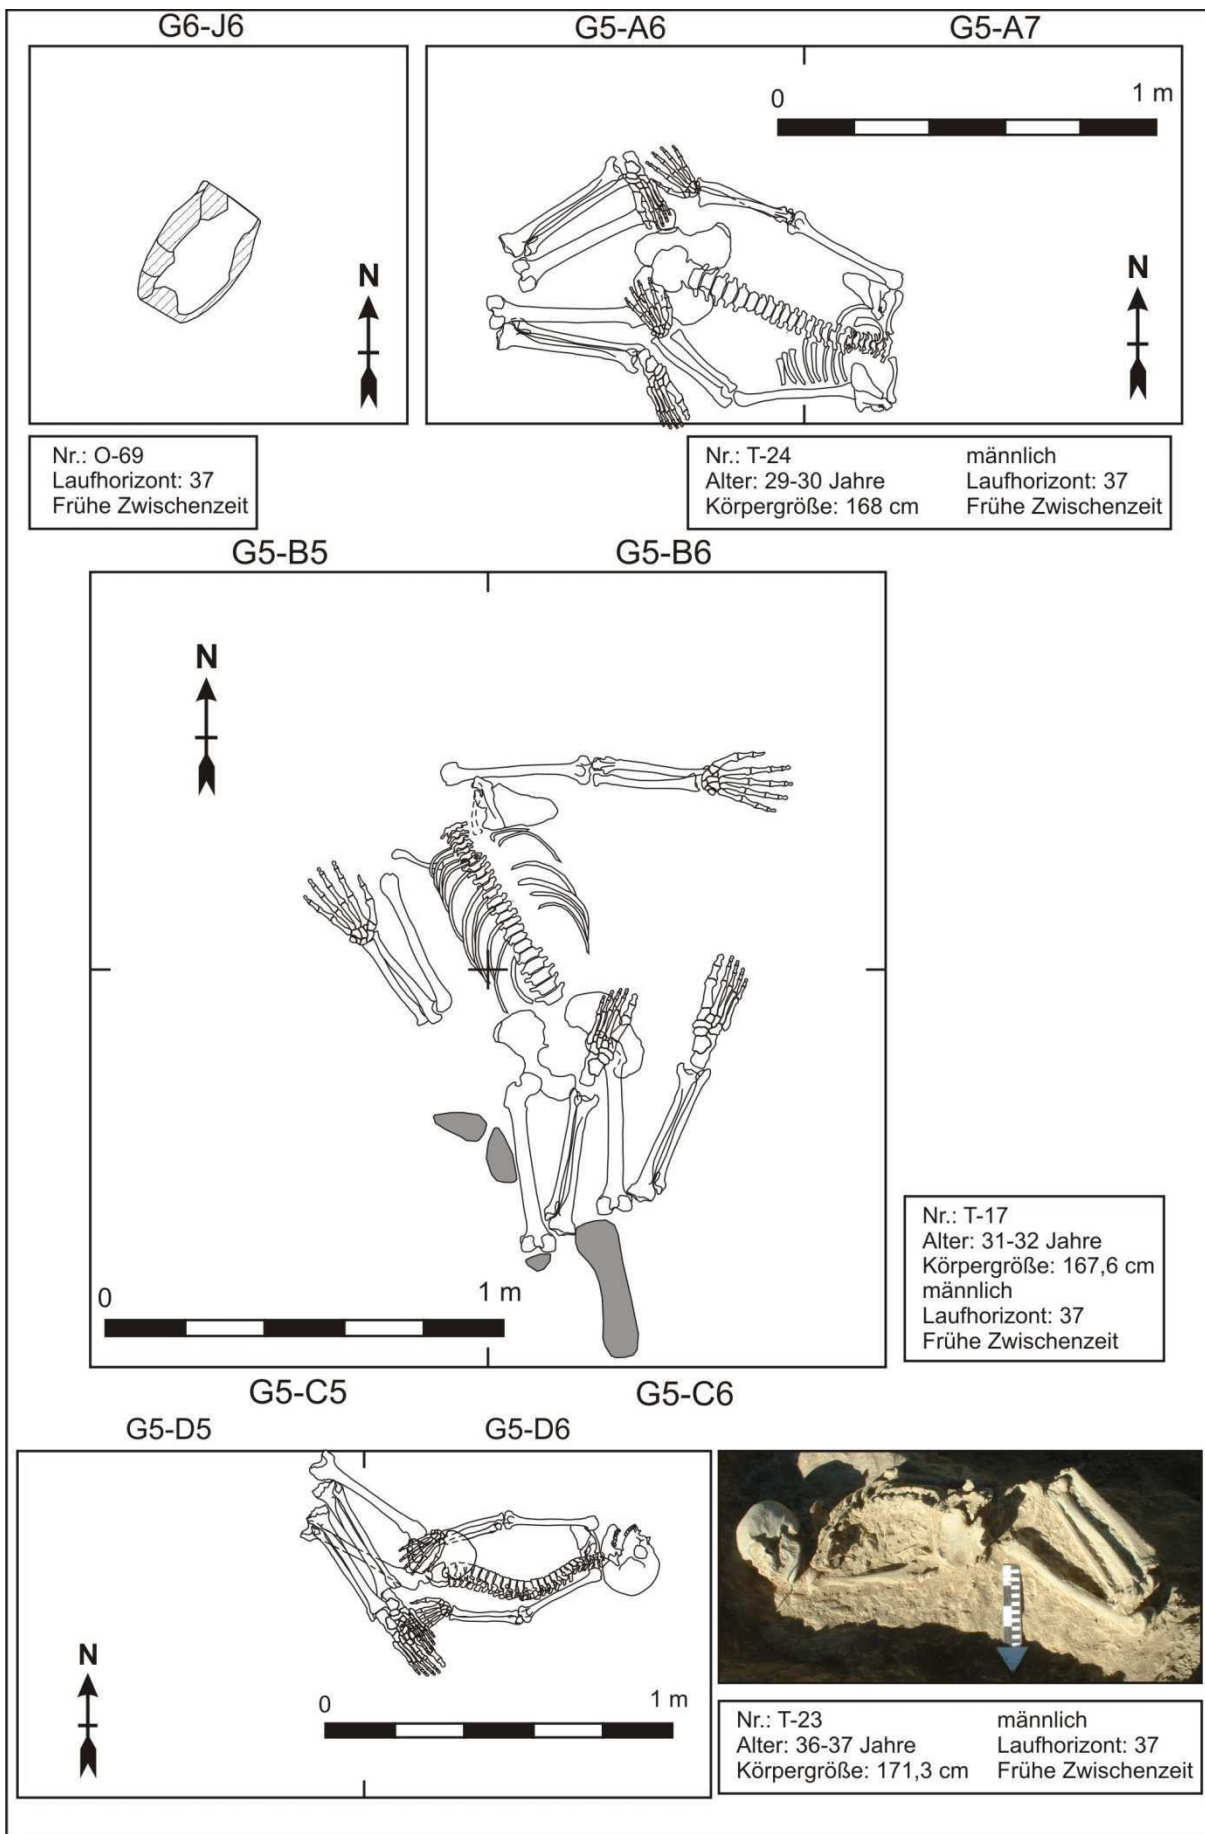 G6-J6
G5-A6
G5-A7
0
1 m
N
N
Nr.: O-69
Laufhorizont: 37
Frühe Zwischenzeit
Nr.: T-24 männlich
Alter: 29-30 Jahre Laufhorizont: 37
Körpergröße: 168 cm Frühe Zwischenzeit
G5-B5
G5-B6
N
0
1 m
Nr.: T-17
Alter: 31-32 Jahre
Körpergröße: 167,6 cm
männlich
Laufhorizont: 37
Frühe Zwischenzeit
G5-C5
G5-C6
G5-D5
G5-D6
N
0
1 m
Nr.: T-23 männlich
Alter: 36-37 Jahre Laufhorizont: 37
Körpergröße: 171,3 cm Frühe Zwischenzeit